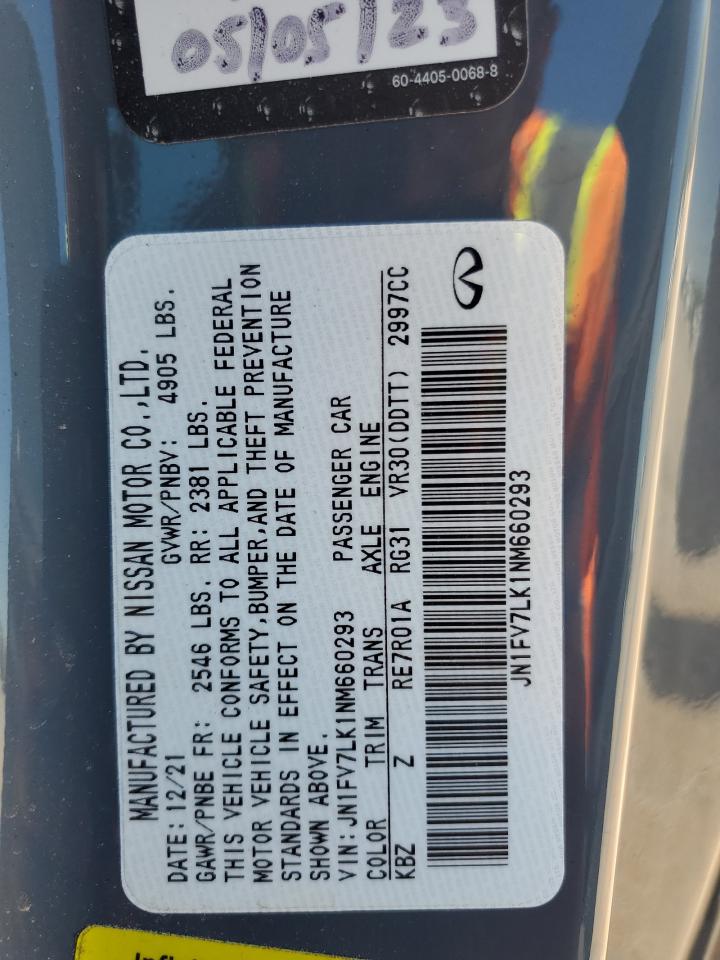 05/05/23
60-4405-0068-8
MANUFACTURED BY NISSAN MOTOR CO.,LTD.
DATE: 12/21 GVWR/PNBV: 4905 LBS.
GAWR/PNBE FR: 2546 LBS. RR: 2381 LBS.
THIS VEHICLE CONFORMS TO ALL APPLICABLE FEDERAL
MOTOR VEHICLE SAFETY,BUMPER,AND THEFT PREVENTION
STANDARDS IN EFFECT ON THE DATE OF MANUFACTURE
SHOWN ABOVE.
VIN:JN1FV7LK1NM660293 PASSENGER CAR
COLOR TRIM TRANS AXLE ENGINE
KBZ Z RE7R01A RG31 VR30(DDTT) 2997CC
JN1FV7LK1NM660293